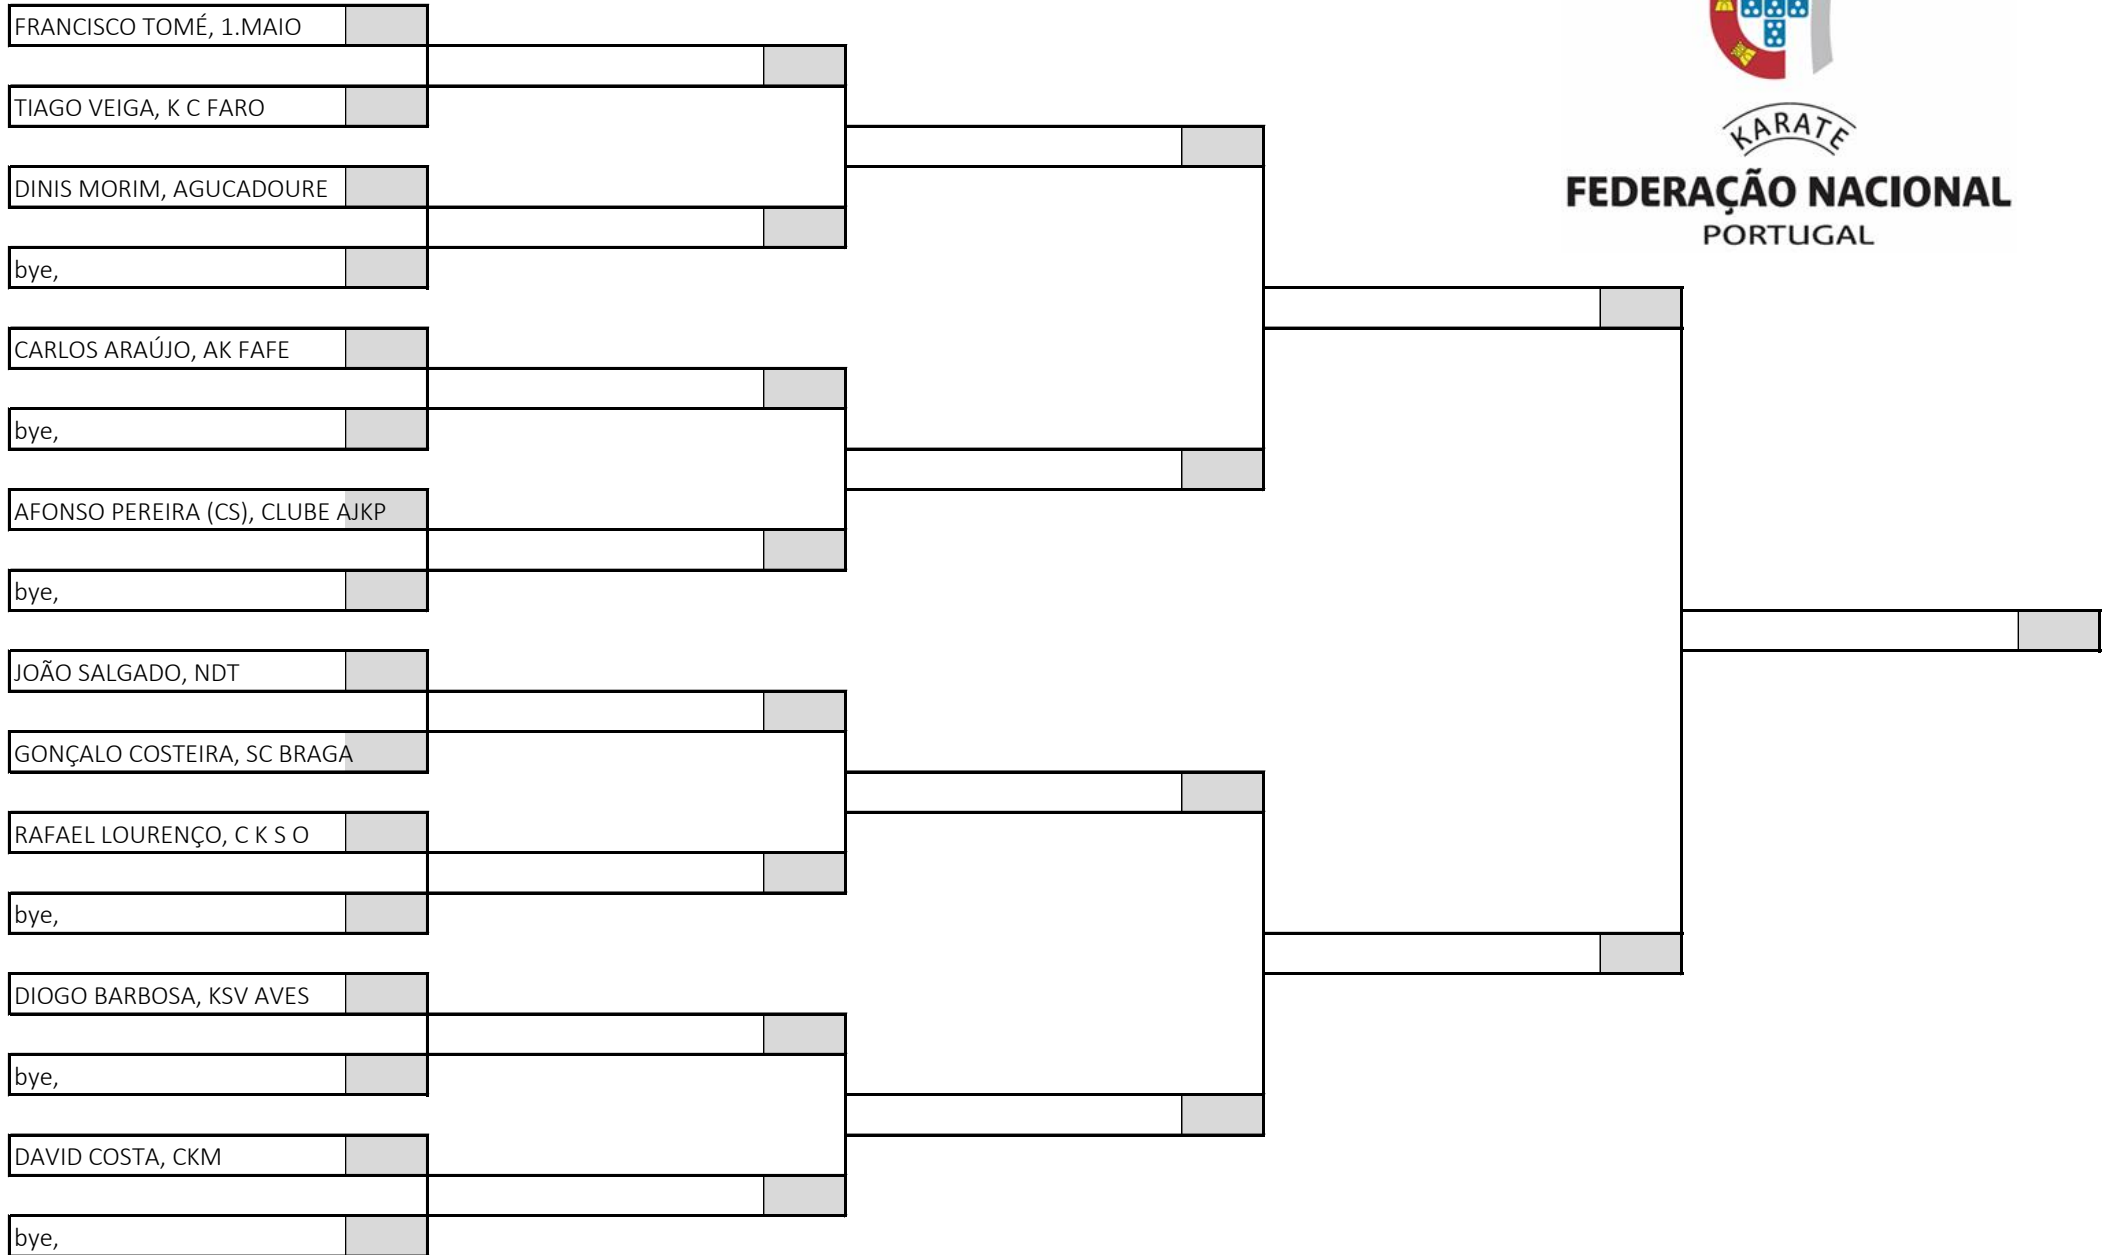 FRANCISCO TOMÉ, 1.MAIO
TIAGO VEIGA, K C FARO
DINIS MORIM, AGUCADOURE
bye,
CARLOS ARAÚJO, AK FAFE
bye,
AFONSO PEREIRA (CS), CLUBE AJKP
bye,
JOÃO SALGADO, NDT
GONÇALO COSTEIRA, SC BRAGA
RAFAEL LOURENÇO, C K S O
bye,
DIOGO BARBOSA, KSV AVES
bye,
DAVID COSTA, CKM
bye,
KARATE
FEDERAÇÃO NACIONAL
PORTUGAL